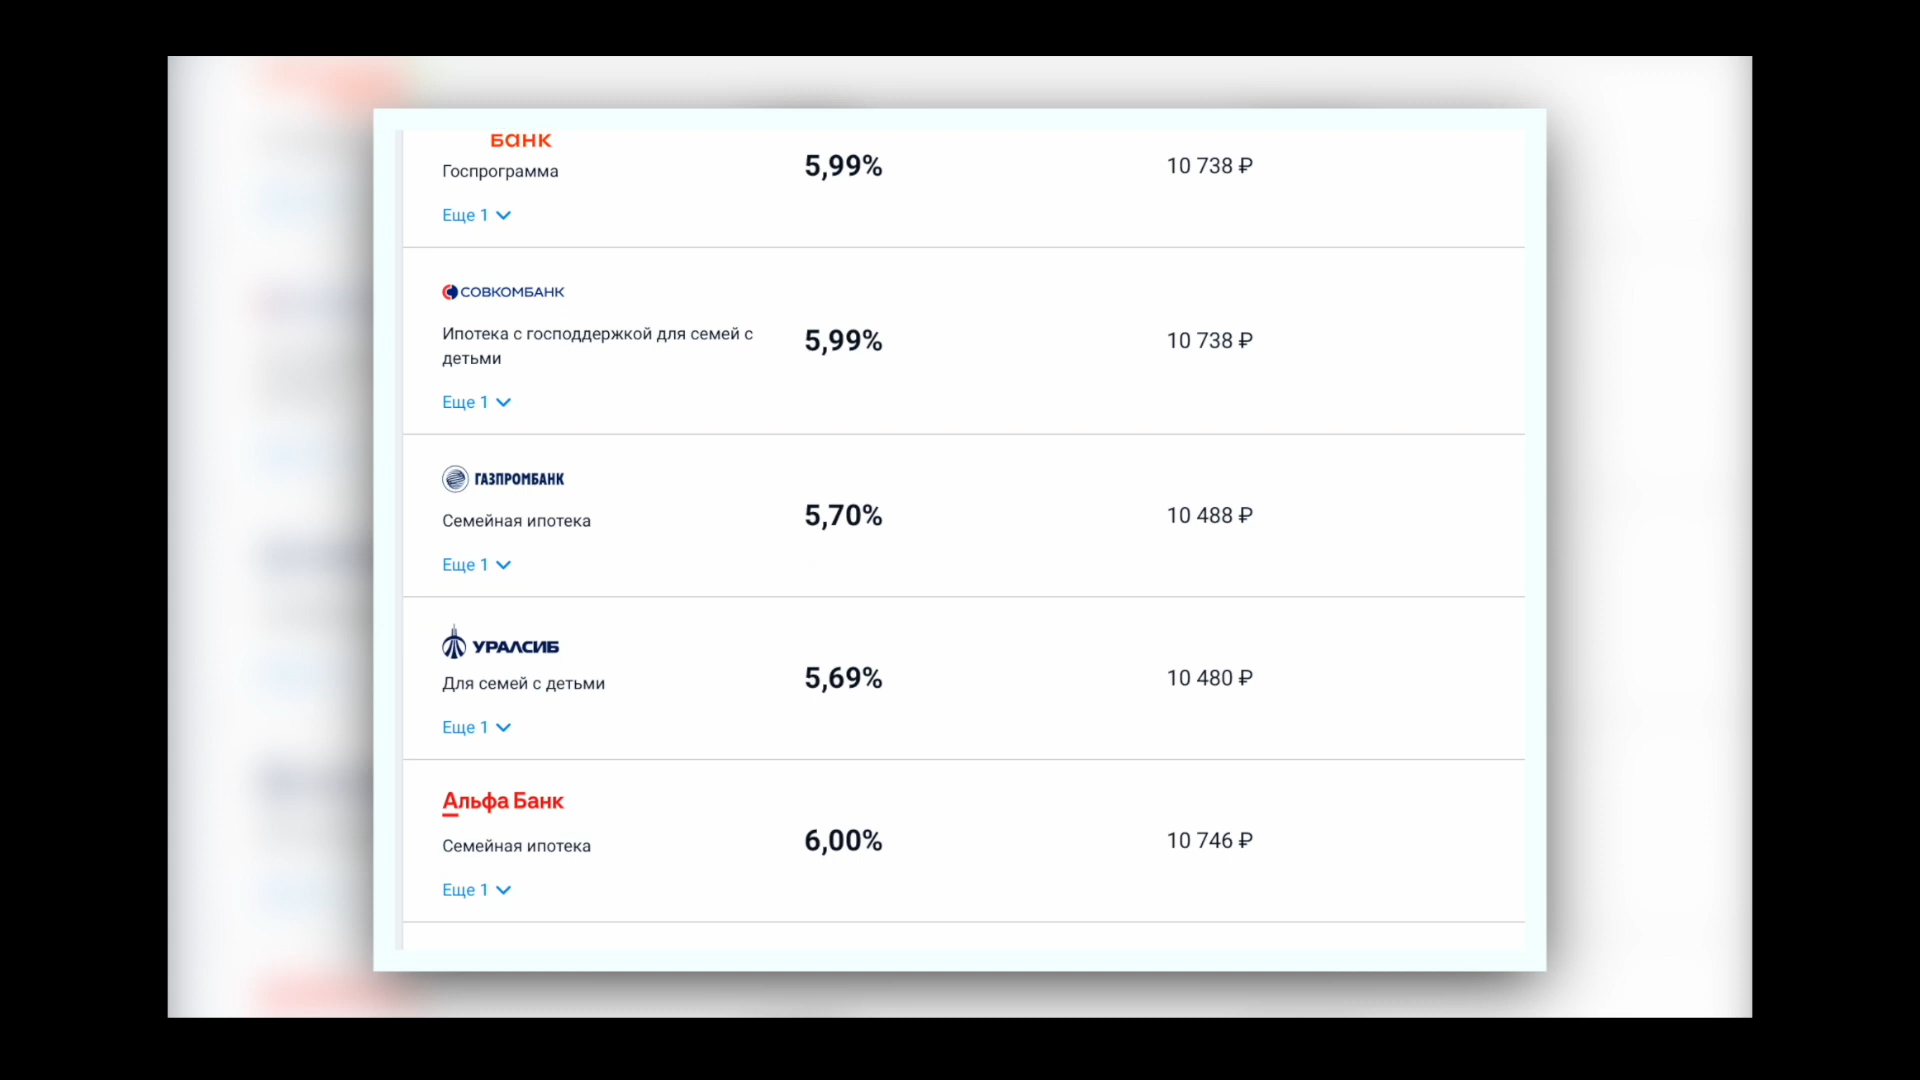 БАНК
Госпрограмма
5,99%
10 738 ₽
Еще 1
СОВКОМБАНК
Ипотека с господдержкой для семей с
детьми
5,99%
10 738 ₽
Еще 1
ГАЗПРОМБАНК
Семейная ипотека
5,70%
10 488 ₽
Еще 1
УРАЛСИБ
Для семей с детьми
5,69%
10 480 ₽
Еще 1
Альфа Банк
Семейная ипотека
6,00%
10 746 ₽
Еще 1